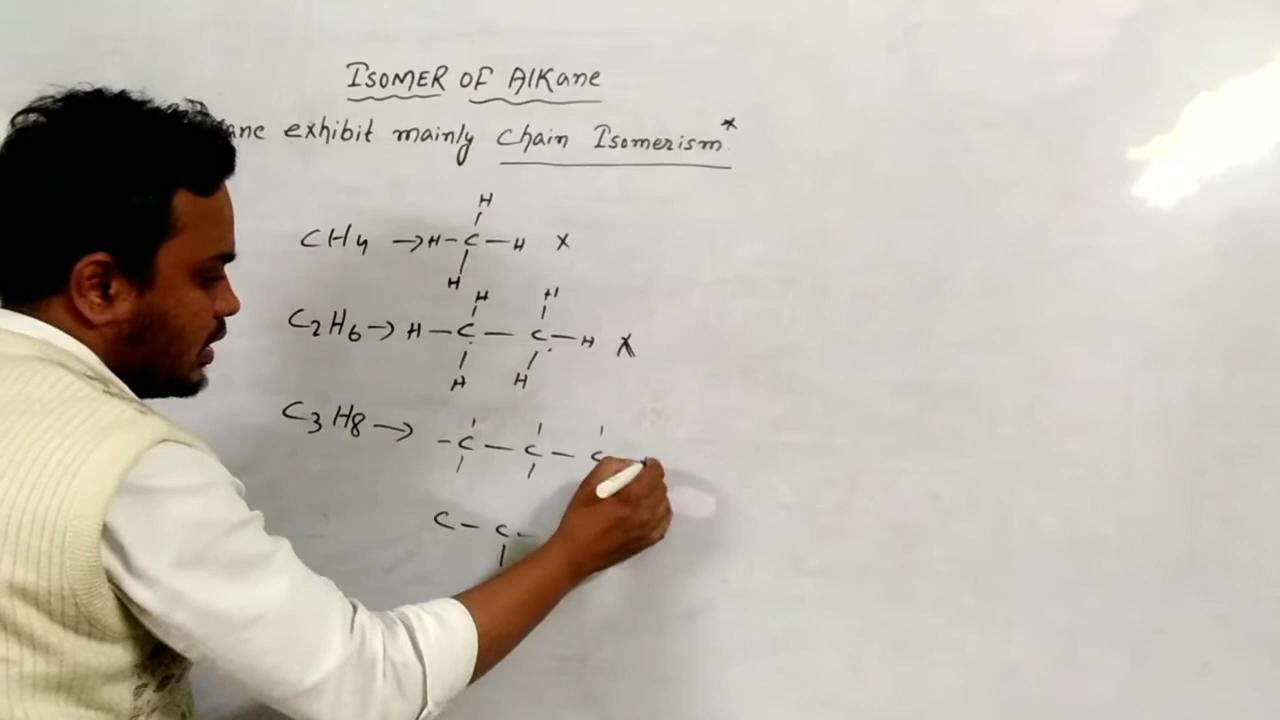 ISOMER OF AlKane
ane exhibit mainly Chain Isomerism*
H
CH4 → H - C - H X
H
H H
C2H6 → H - C - C - H X
H H
C3H8 → - C - C - C
C - C -